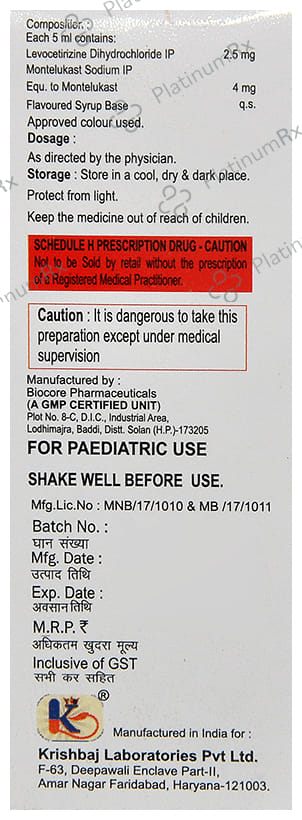 Composition:
Each 5 ml contains:
Levocetirizine Dihydrochloride IP 2.5 mg
Montelukast Sodium IP
Equ. to Montelukast 4 mg
Flavoured Syrup Base q.s.
Approved colour used.
Dosage :
As directed by the physician.
Storage : Store in a cool, dry & dark place.
Protect from light.
Keep the medicine out of reach of children.
SCHEDULE H PRESCRIPTION DRUG - CAUTION
Not to be Sold by retail without the prescription
of a Registered Medical Practitioner.
Caution : It is dangerous to take this
preparation except under medical
supervision
Manufactured by :
Biocore Pharmaceuticals
(A GMP CERTIFIED UNIT)
Plot No. 8-C, D.I.C., Industrial Area,
Lodhimajra, Baddi, Distt. Solan (H.P.)-173205
FOR PAEDIATRIC USE
SHAKE WELL BEFORE USE.
Mfg.Lic.No : MNB/17/1010 & MB /17/1011
Batch No. :
घान संख्या
Mfg. Date :
उत्पाद तिथि
Exp. Date :
अवसान तिथि
M.R.P. ₹
अधिकतम खुदरा मूल्य
Inclusive of GST
सभी कर सहित
K ®
Manufactured in India for :
Krishbaj Laboratories Pvt Ltd.
F-63, Deepawali Enclave Part-II,
Amar Nagar Faridabad, Haryana-121003.
PlatinumRx